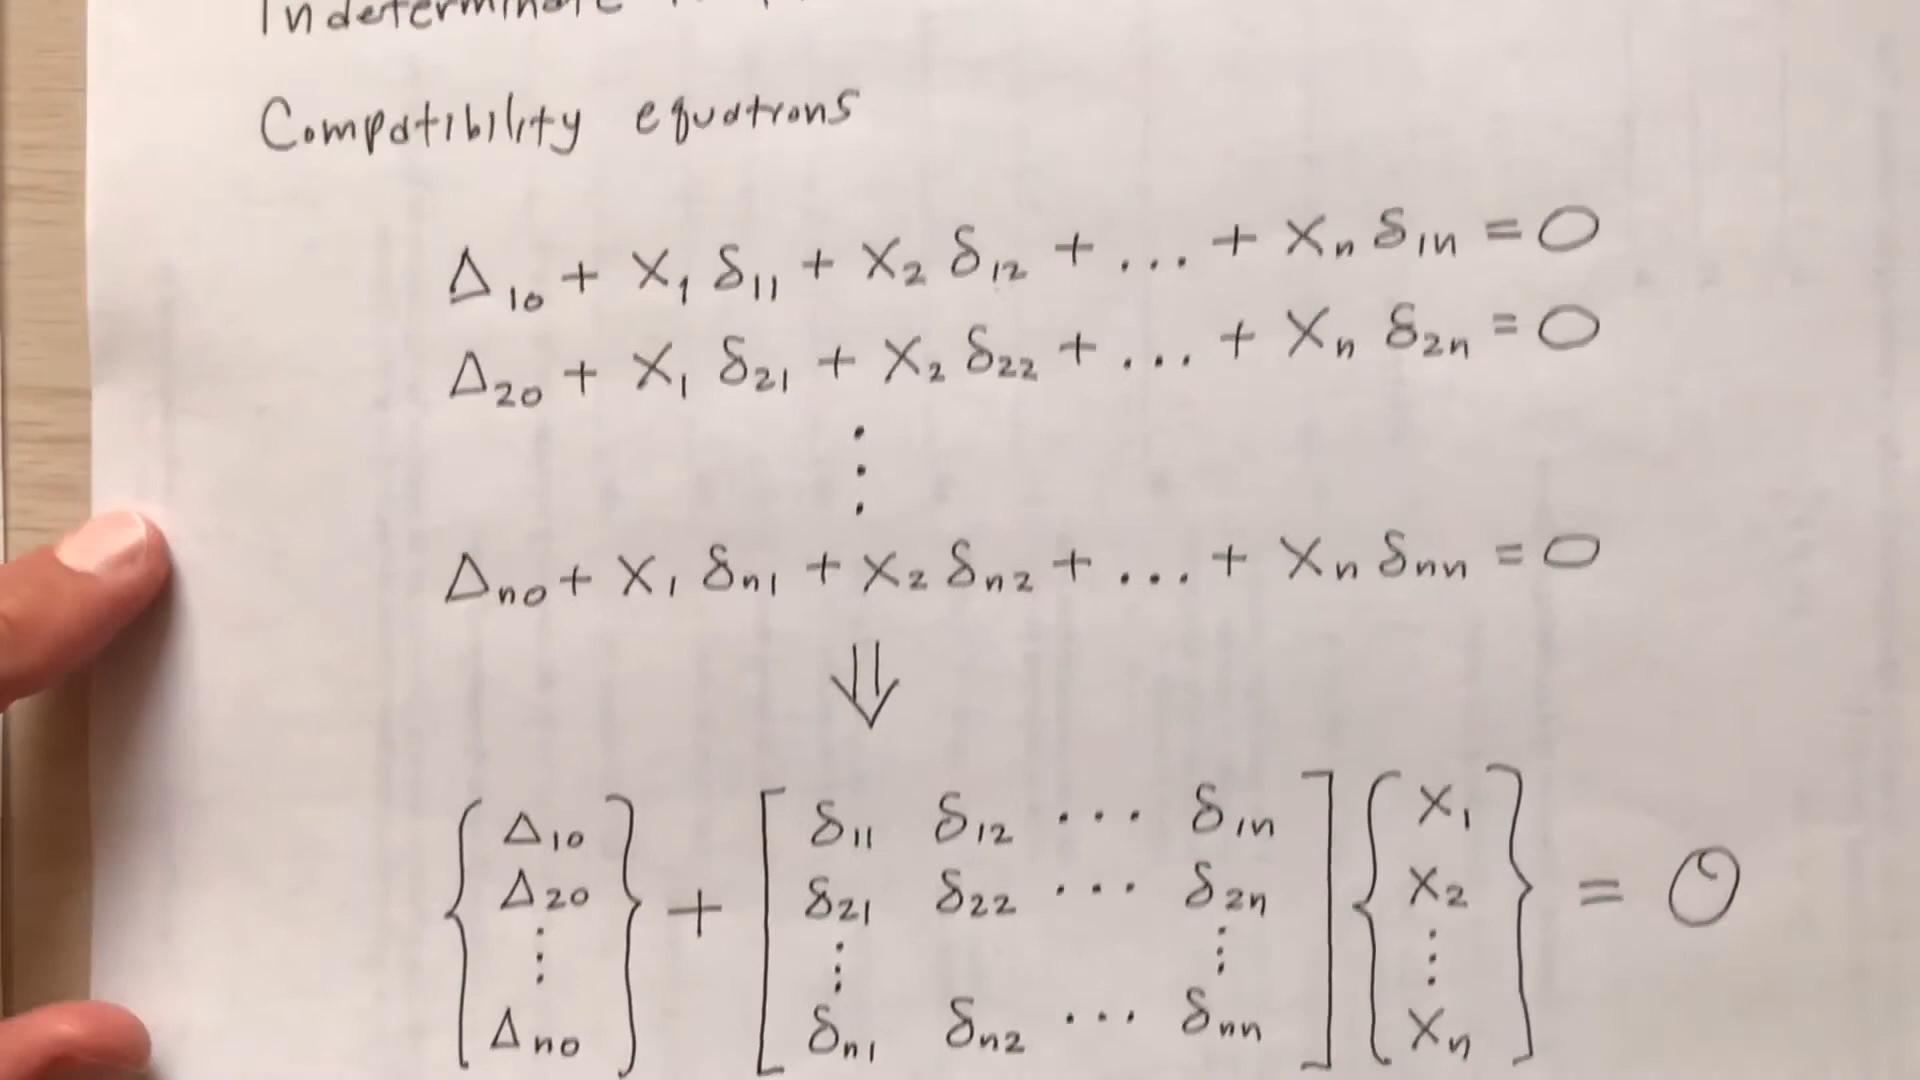 Indeterminate
Compatibility equations
Δ₁₀ + X₁ δ₁₁ + X₂ δ₁₂ + ... + Xₙ δ₁ₙ = 0
Δ₂₀ + X₁ δ₂₁ + X₂ δ₂₂ + ... + Xₙ δ₂ₙ = 0
⋮
Δₙ₀ + X₁ δₙ₁ + X₂ δₙ₂ + ... + Xₙ δₙₙ = 0
⇓
{Δ₁₀ Δ₂₀ ⋮ Δₙ₀} + [δ₁₁ δ₁₂ ⋯ δ₁ₙ; δ₂₁ δ₂₂ ⋯ δ₂ₙ; ⋮ ⋮; δₙ₁ δₙ₂ ⋯ δₙₙ] {X₁ X₂ ⋮ Xₙ} = 0